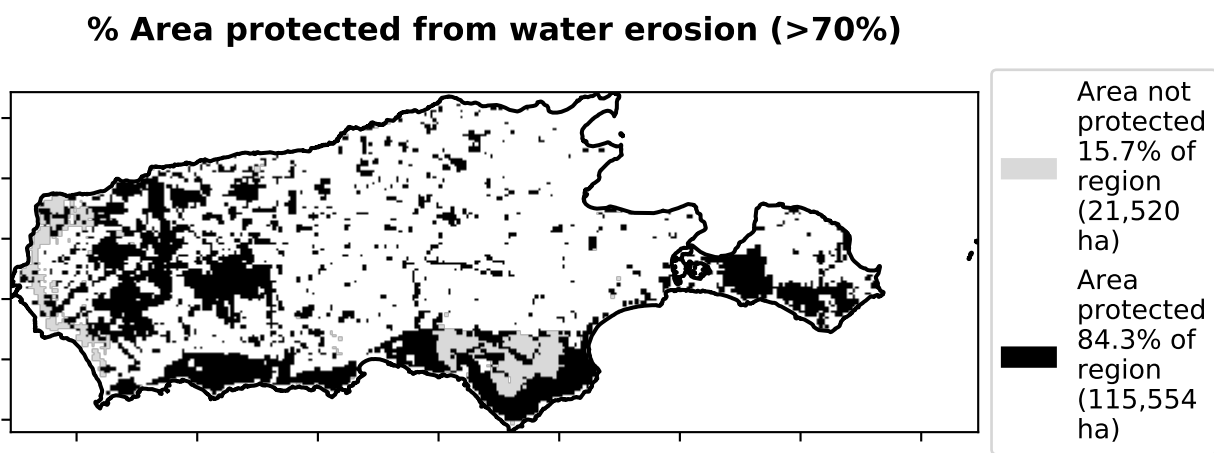 % Area protected from water erosion (>70%)
Area not
protected
15.7% of
region
(21,520
ha)
Area
protected
84.3% of
region
(115,554
ha)